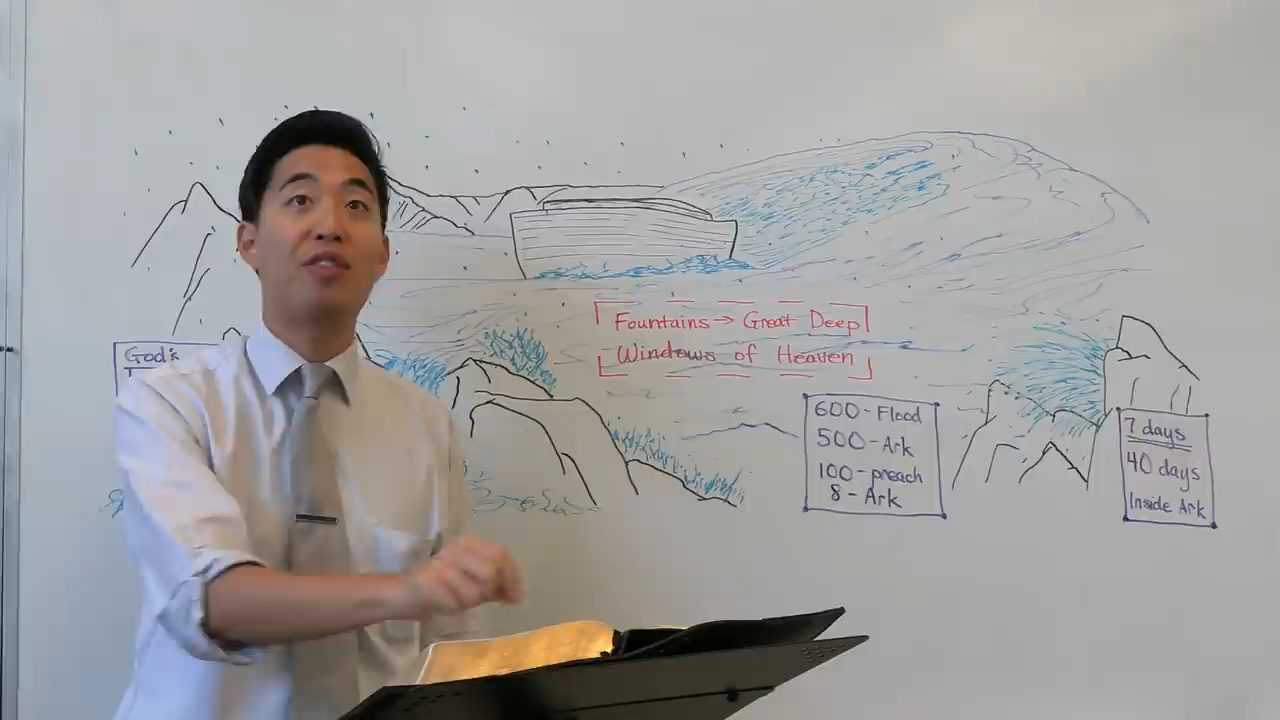 God's
Fountains → Great Deep
Windows of Heaven
600 - Flood
500 - Ark
100 - preach
8 - Ark
7 days
40 days
Inside Ark